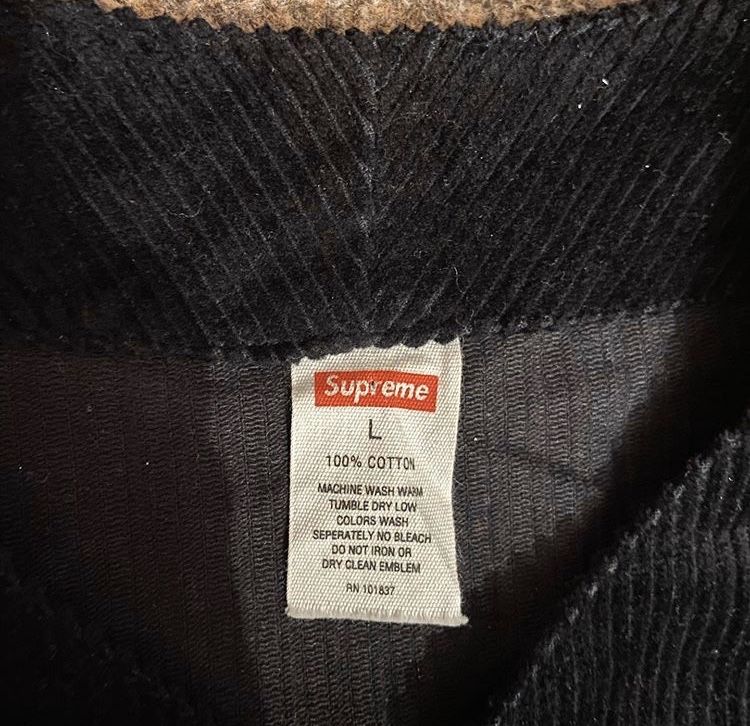 Supreme
L
100% COTTON
MACHINE WASH WARM
TUMBLE DRY LOW
COLORS WASH
SEPERATELY NO BLEACH
DO NOT IRON OR
DRY CLEAN EMBLEM
RN 101837